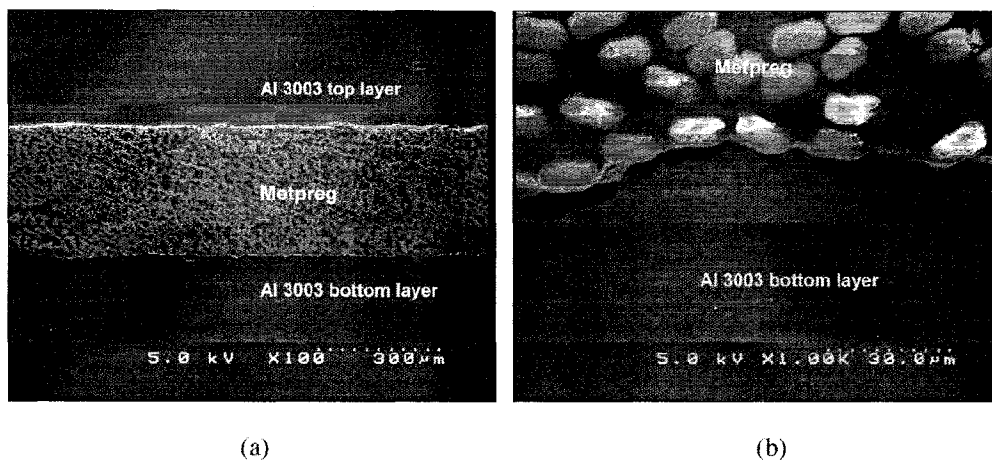 Al 3003 top layer
Metpreg
Al 3003 bottom layer
5.0 kV X100 300μm
(a)
Metpreg
Al 3003 bottom layer
5.0 kV X1.00K 30.0μm
(b)